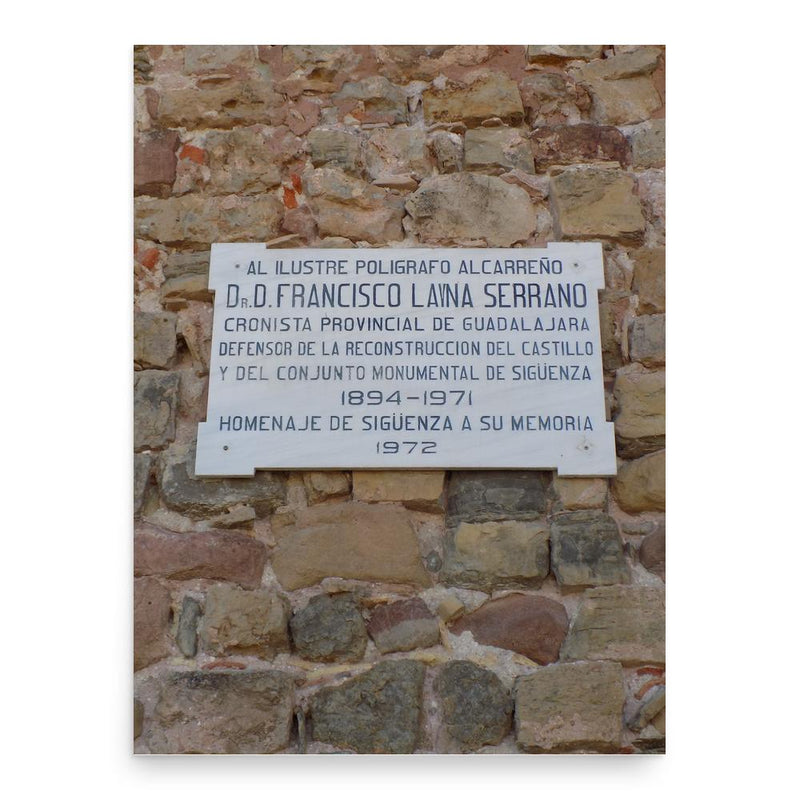 AL ILUSTRE POLIGRAFO ALCARREÑO
DR. D. FRANCISCO LAYNA SERRANO
CRONISTA PROVINCIAL DE GUADALAJARA
DEFENSOR DE LA RECONSTRUCCION DEL CASTILLO
Y DEL CONJUNTO MONUMENTAL DE SIGÜENZA
1894-1971
HOMENAJE DE SIGÜENZA A SU MEMORIA
1972